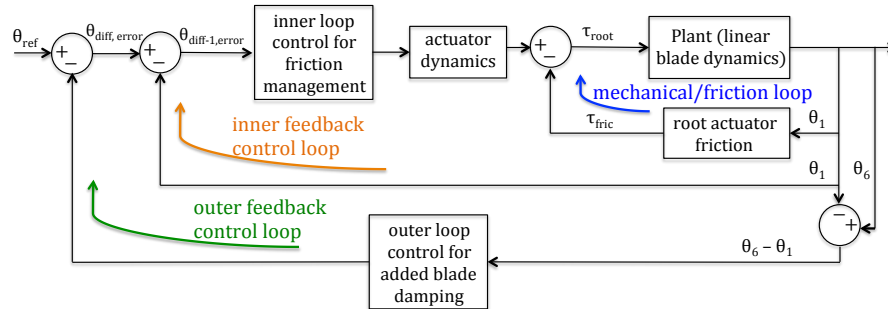 θref
+
−
θdiff, error
+
−
θdiff-1,error
inner loop
control for
friction
management
actuator
dynamics
+
−
τroot
Plant (linear
blade dynamics)
mechanical/friction loop
τfric
root actuator
friction
θ1
θ1
θ6
inner feedback
control loop
−
+
outer feedback
control loop
outer loop
control for
added blade
damping
θ6 – θ1